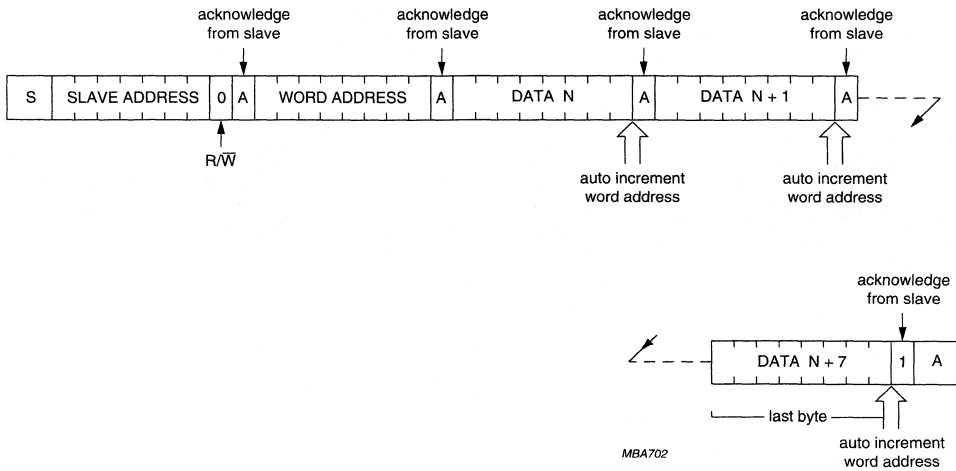 acknowledge from slave
acknowledge from slave
acknowledge from slave
acknowledge from slave
S SLAVE ADDRESS 0 A WORD ADDRESS A DATA N A DATA N + 1 A
R/W̅
auto increment word address
auto increment word address
acknowledge from slave
DATA N + 7 1 A
last byte
auto increment word address
MBA702